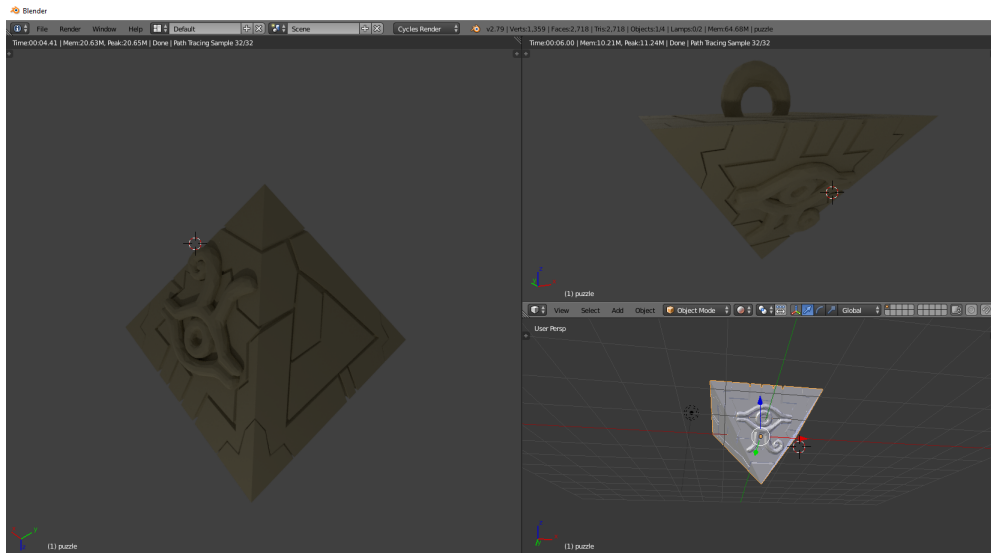 Blender
File Render Window Help Default Scene Cycles Render v2.79 | Verts:1,359 | Faces:2,718 | Tris:2,718 | Objects:1/4 | Lamps:0/2 | Mem:64.68M | puzzle
Time:00:04.41 | Mem:20.63M, Peak:20.65M | Done | Path Tracing Sample 32/32
(1) puzzle
Time:00:06.00 | Mem:10.21M, Peak:11.24M | Done | Path Tracing Sample 32/32
(1) puzzle
View Select Add Object Object Mode Global
User Persp
(1) puzzle